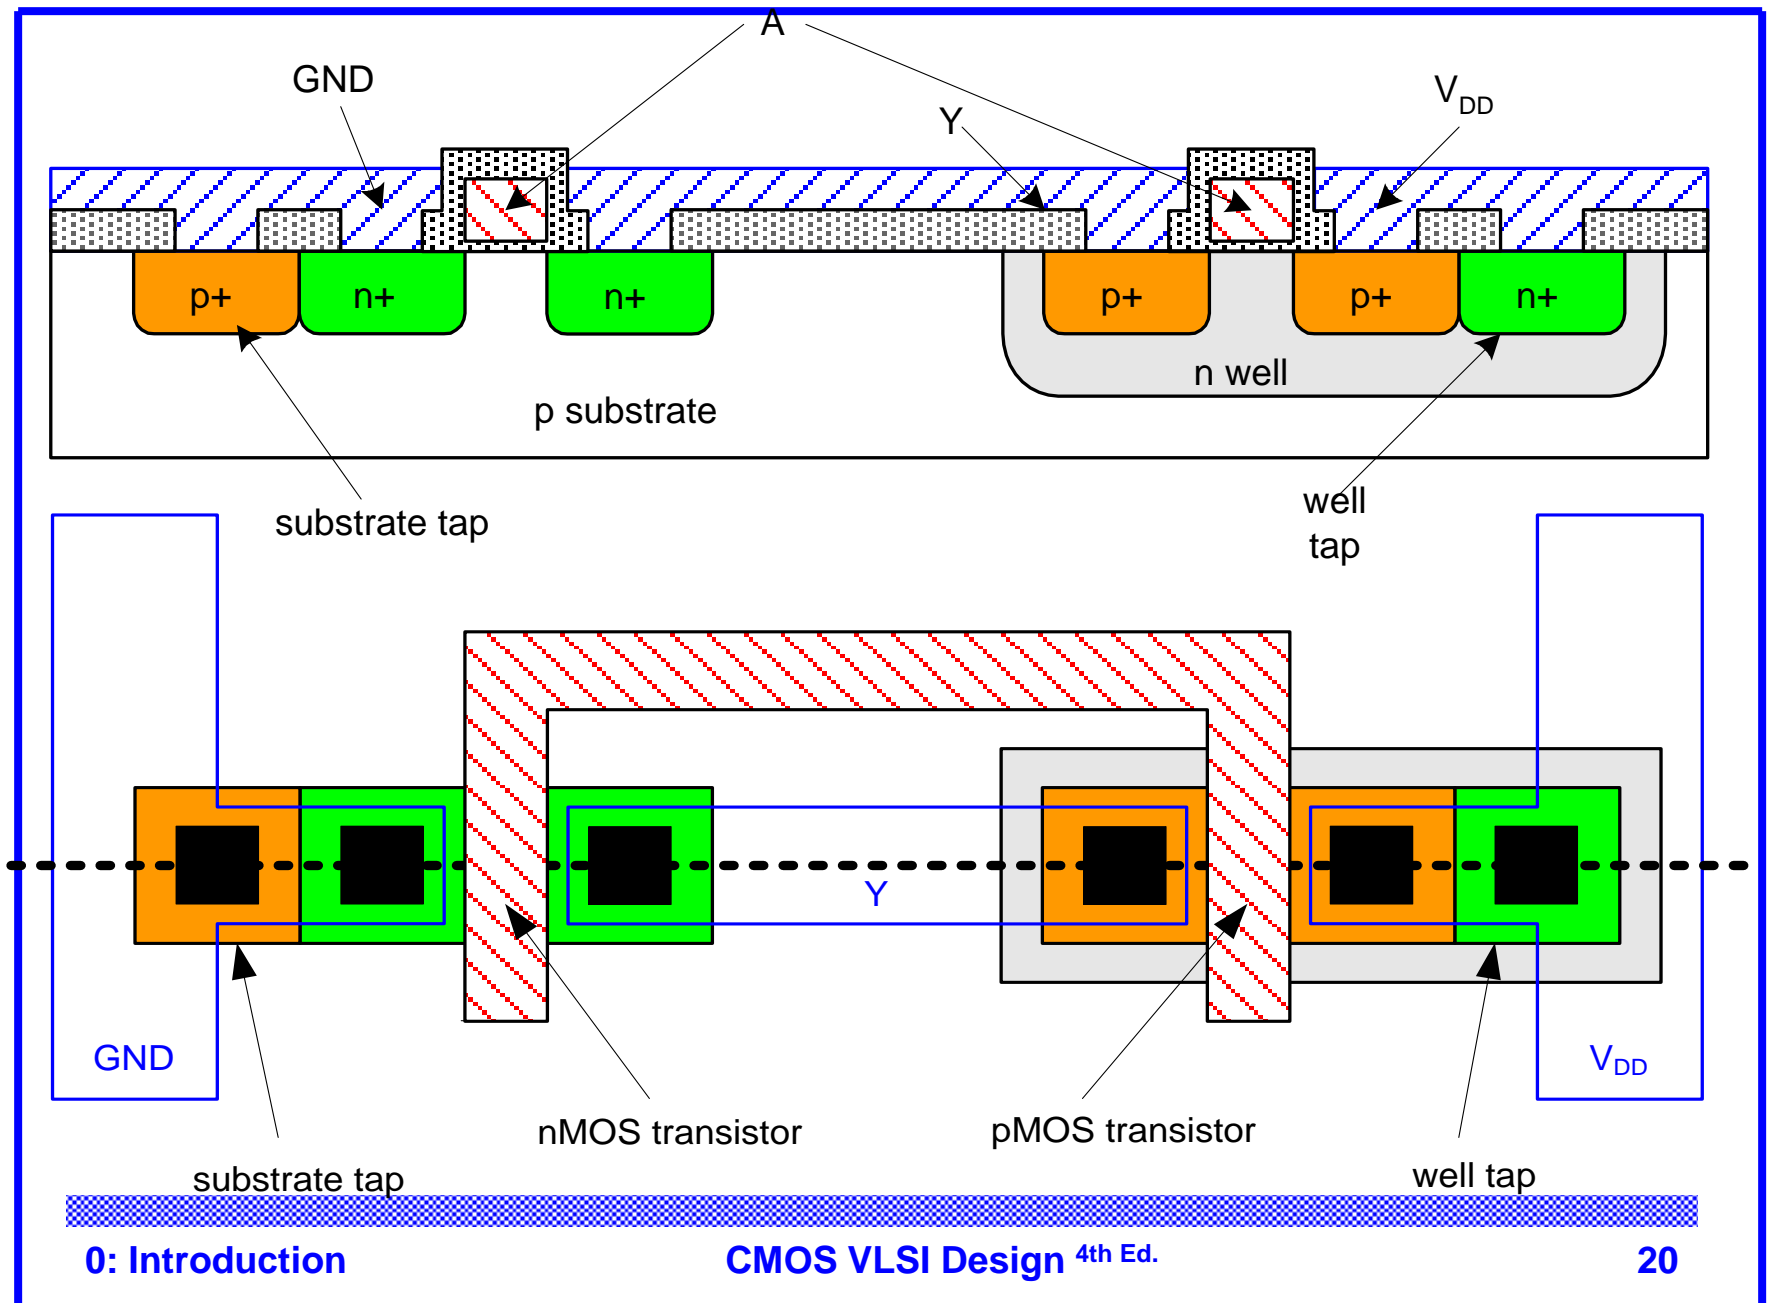 A
GND
Y
VDD
p+ n+ n+ p+ p+ n+
n well
p substrate
substrate tap
well
tap
Y
GND
VDD
nMOS transistor
pMOS transistor
substrate tap
well tap
0: Introduction CMOS VLSI Design 4th Ed. 20